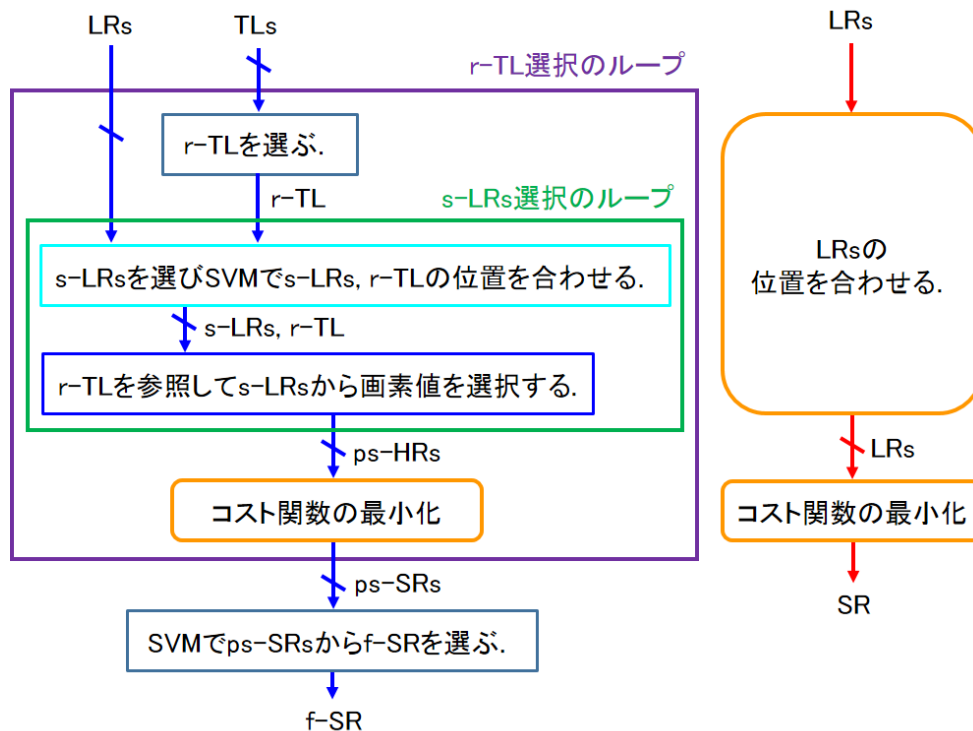 LRs
TLs
r-TL選択のループ
r-TLを選ぶ.
r-TL
s-LRs選択のループ
s-LRsを選びSVMでs-LRs, r-TLの位置を合わせる.
s-LRs, r-TL
r-TLを参照してs-LRsから画素値を選択する.
ps-HRs
コスト関数の最小化
ps-SRs
SVMでps-SRsからf-SRを選ぶ.
f-SR
LRs
LRsの
位置を合わせる.
LRs
コスト関数の最小化
SR